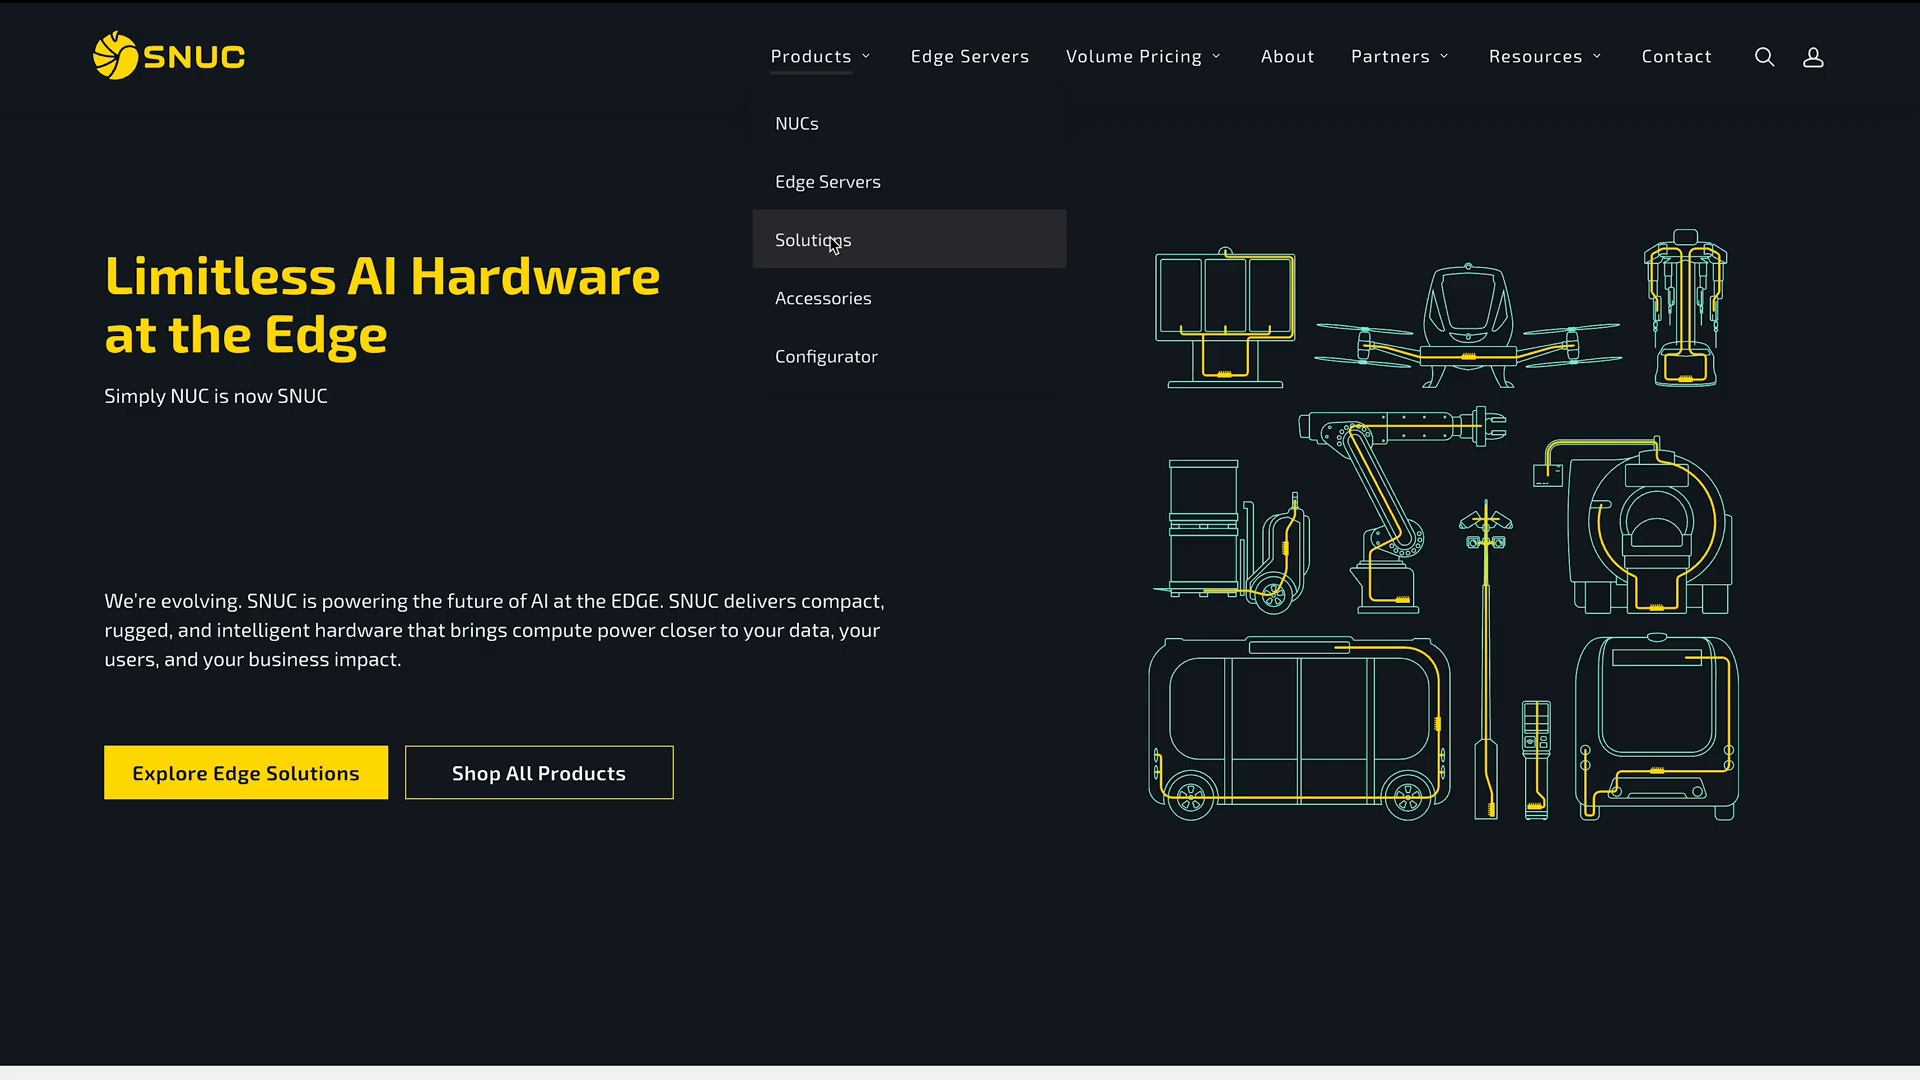 SNUC
Products
Edge Servers
Volume Pricing
About
Partners
Resources
Contact
NUCs
Edge Servers
Solutions
Accessories
Configurator
Limitless AI Hardware
at the Edge
Simply NUC is now SNUC
We’re evolving. SNUC is powering the future of AI at the EDGE. SNUC delivers compact,
rugged, and intelligent hardware that brings compute power closer to your data, your
users, and your business impact.
Explore Edge Solutions
Shop All Products